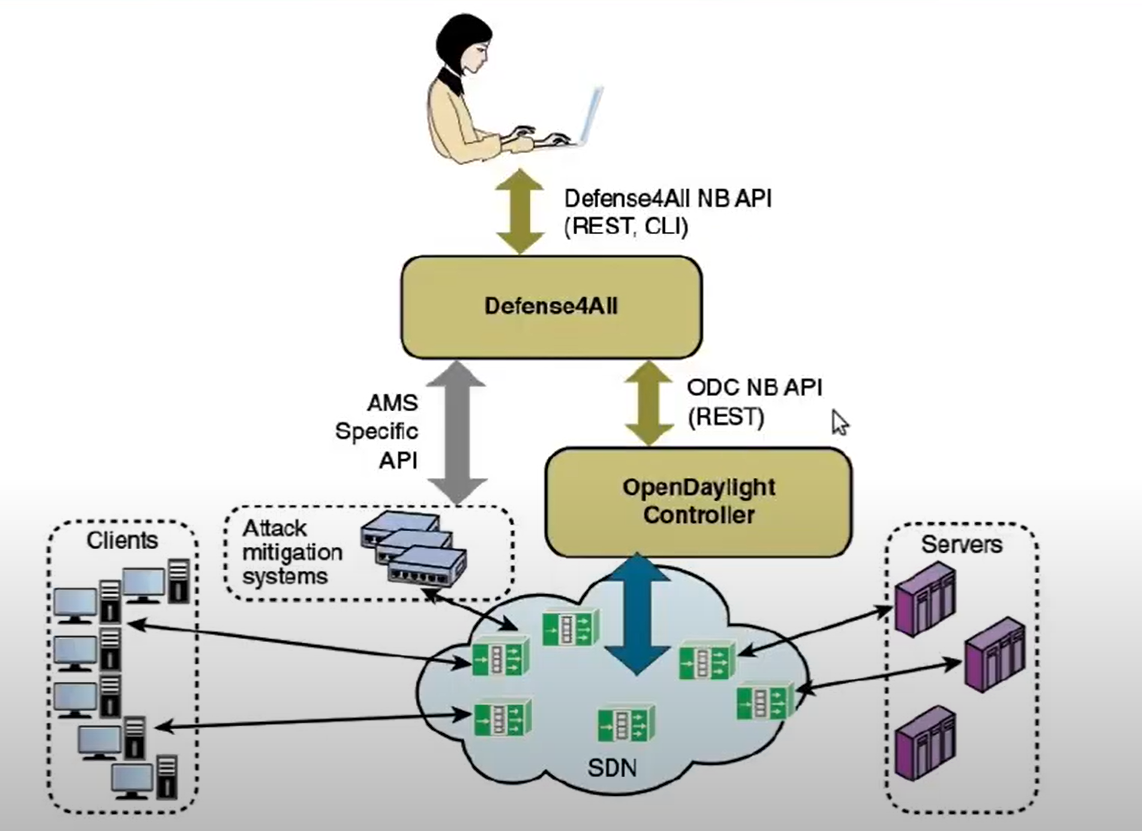 Defense4All NB API
(REST, CLI)
Defense4All
AMS
Specific
API
ODC NB API
(REST)
OpenDaylight
Controller
Clients
Attack
mitigation
systems
Servers
SDN